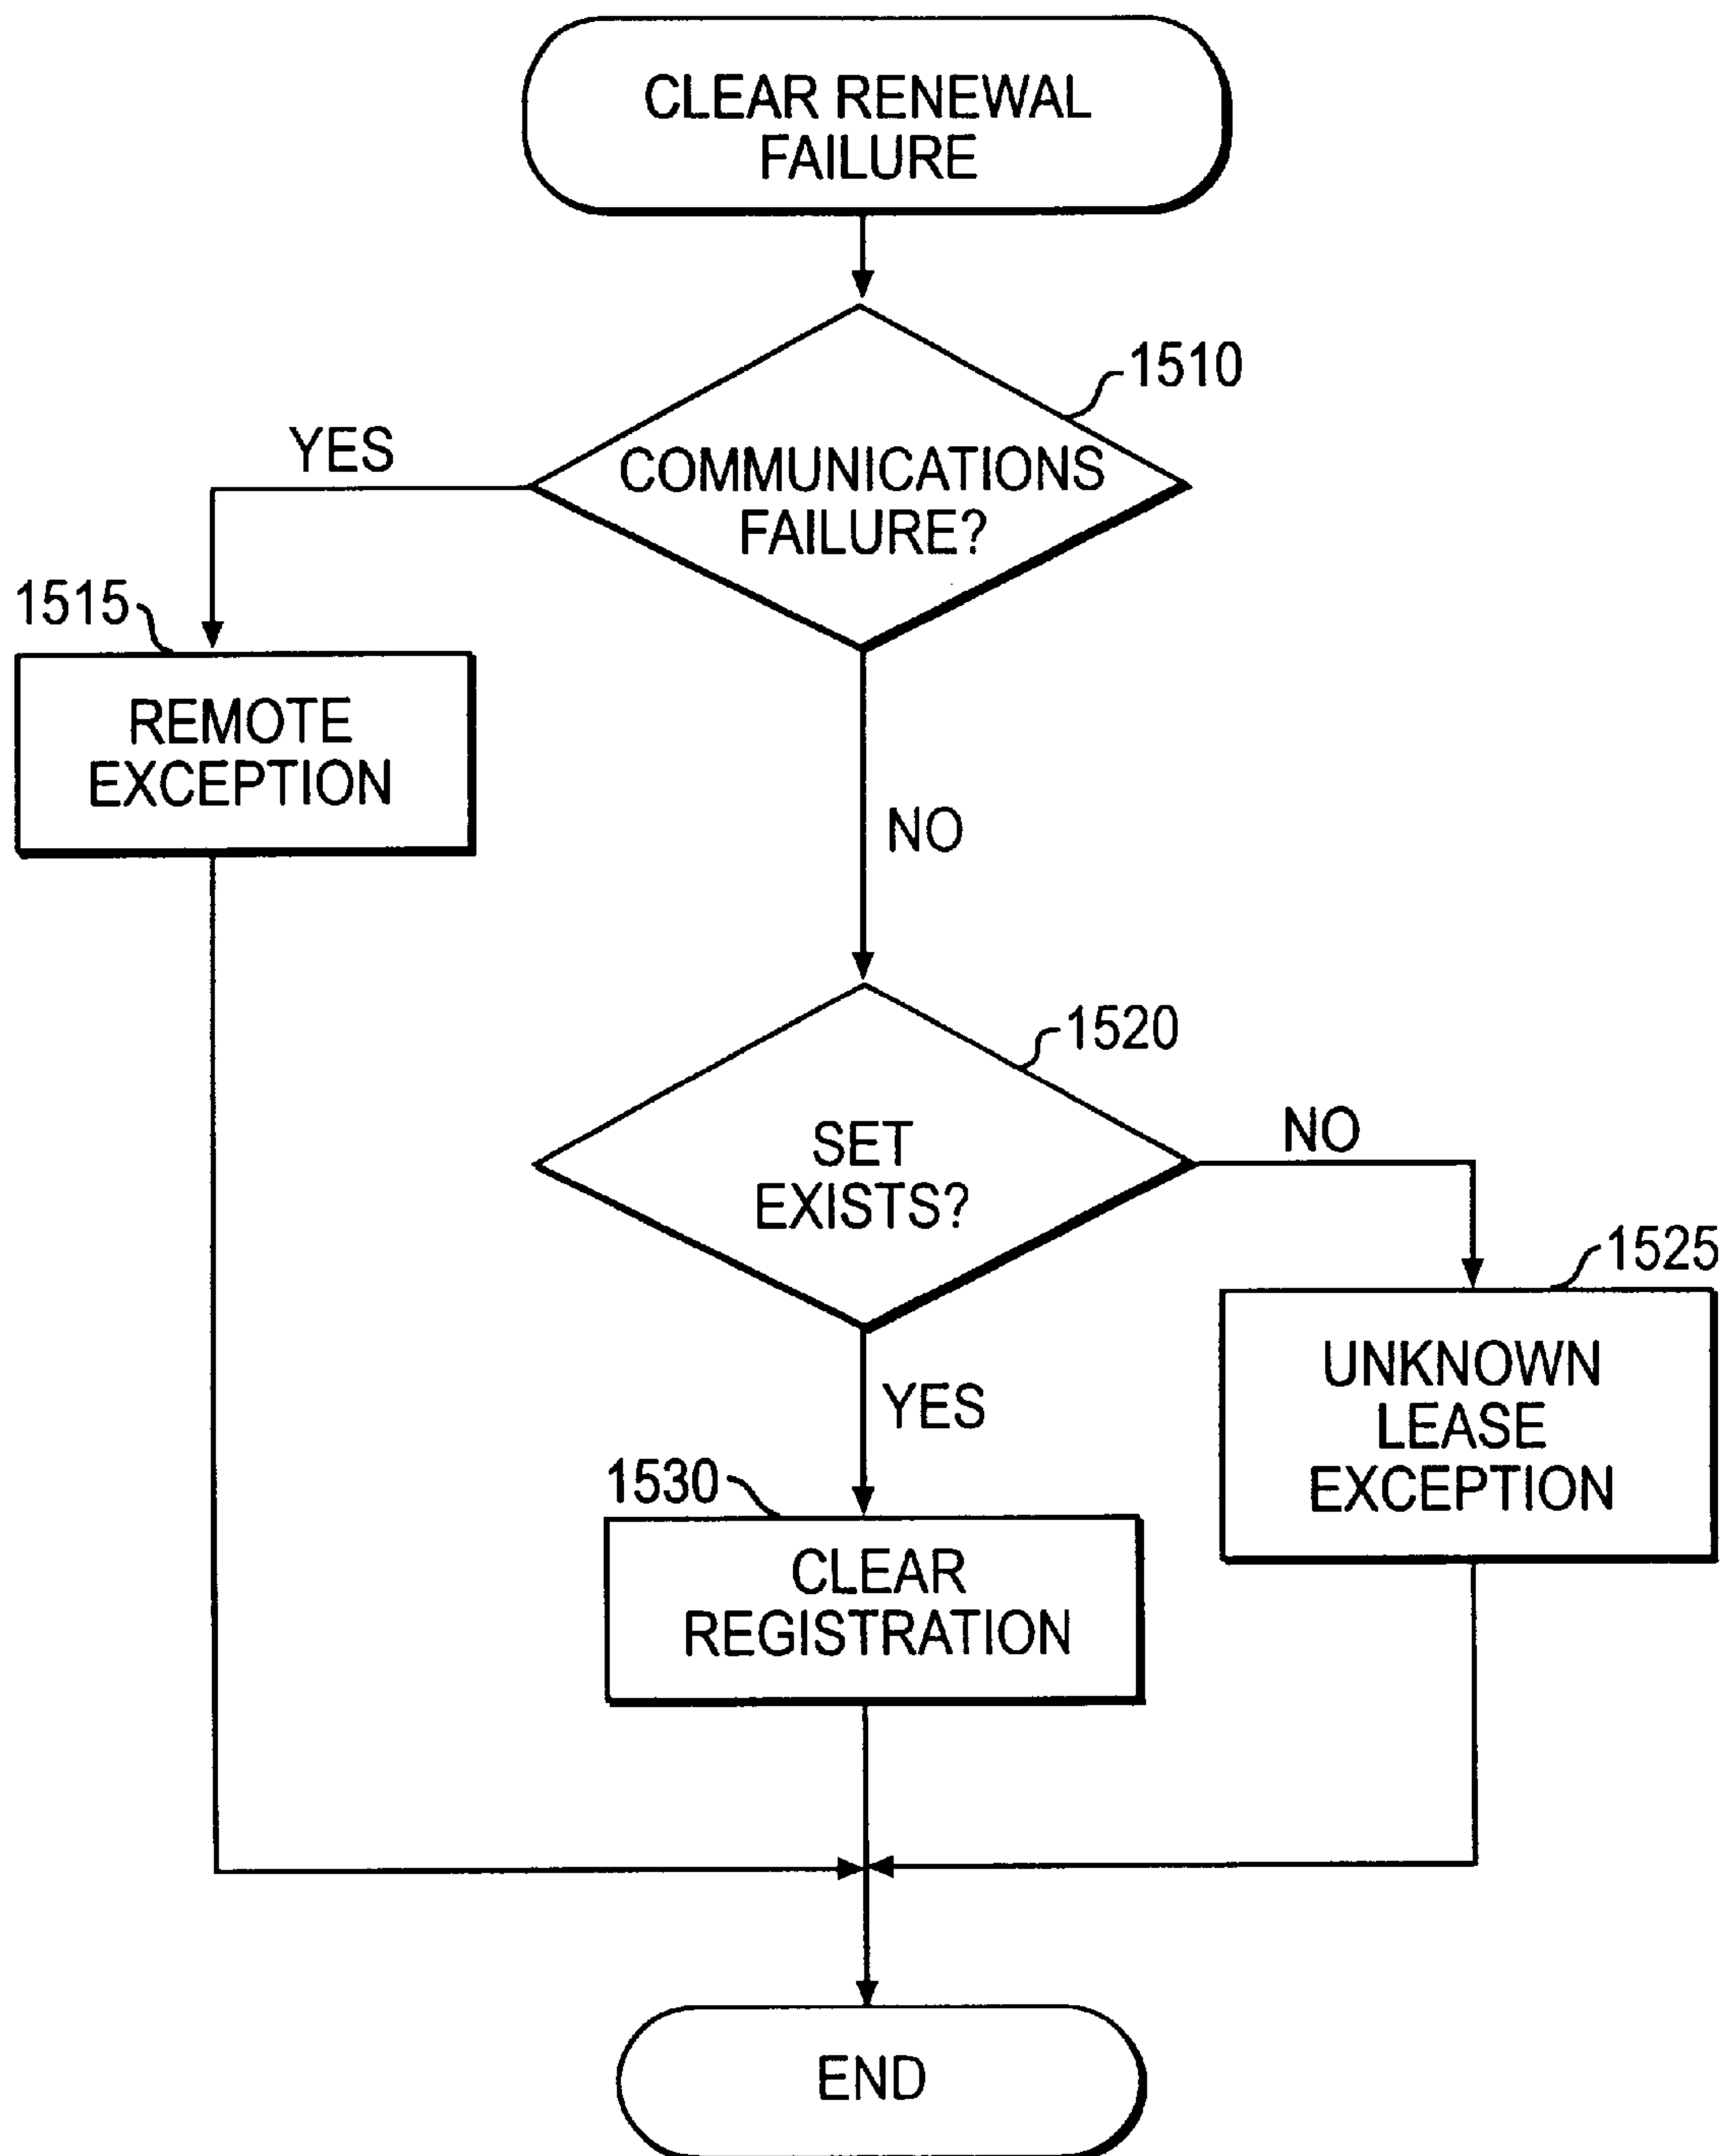 CLEAR RENEWAL
FAILURE
1510
YES
COMMUNICATIONS
FAILURE?
1515
REMOTE
EXCEPTION
NO
1520
SET
EXISTS?
NO
1525
UNKNOWN
LEASE
EXCEPTION
YES
1530
CLEAR
REGISTRATION
END